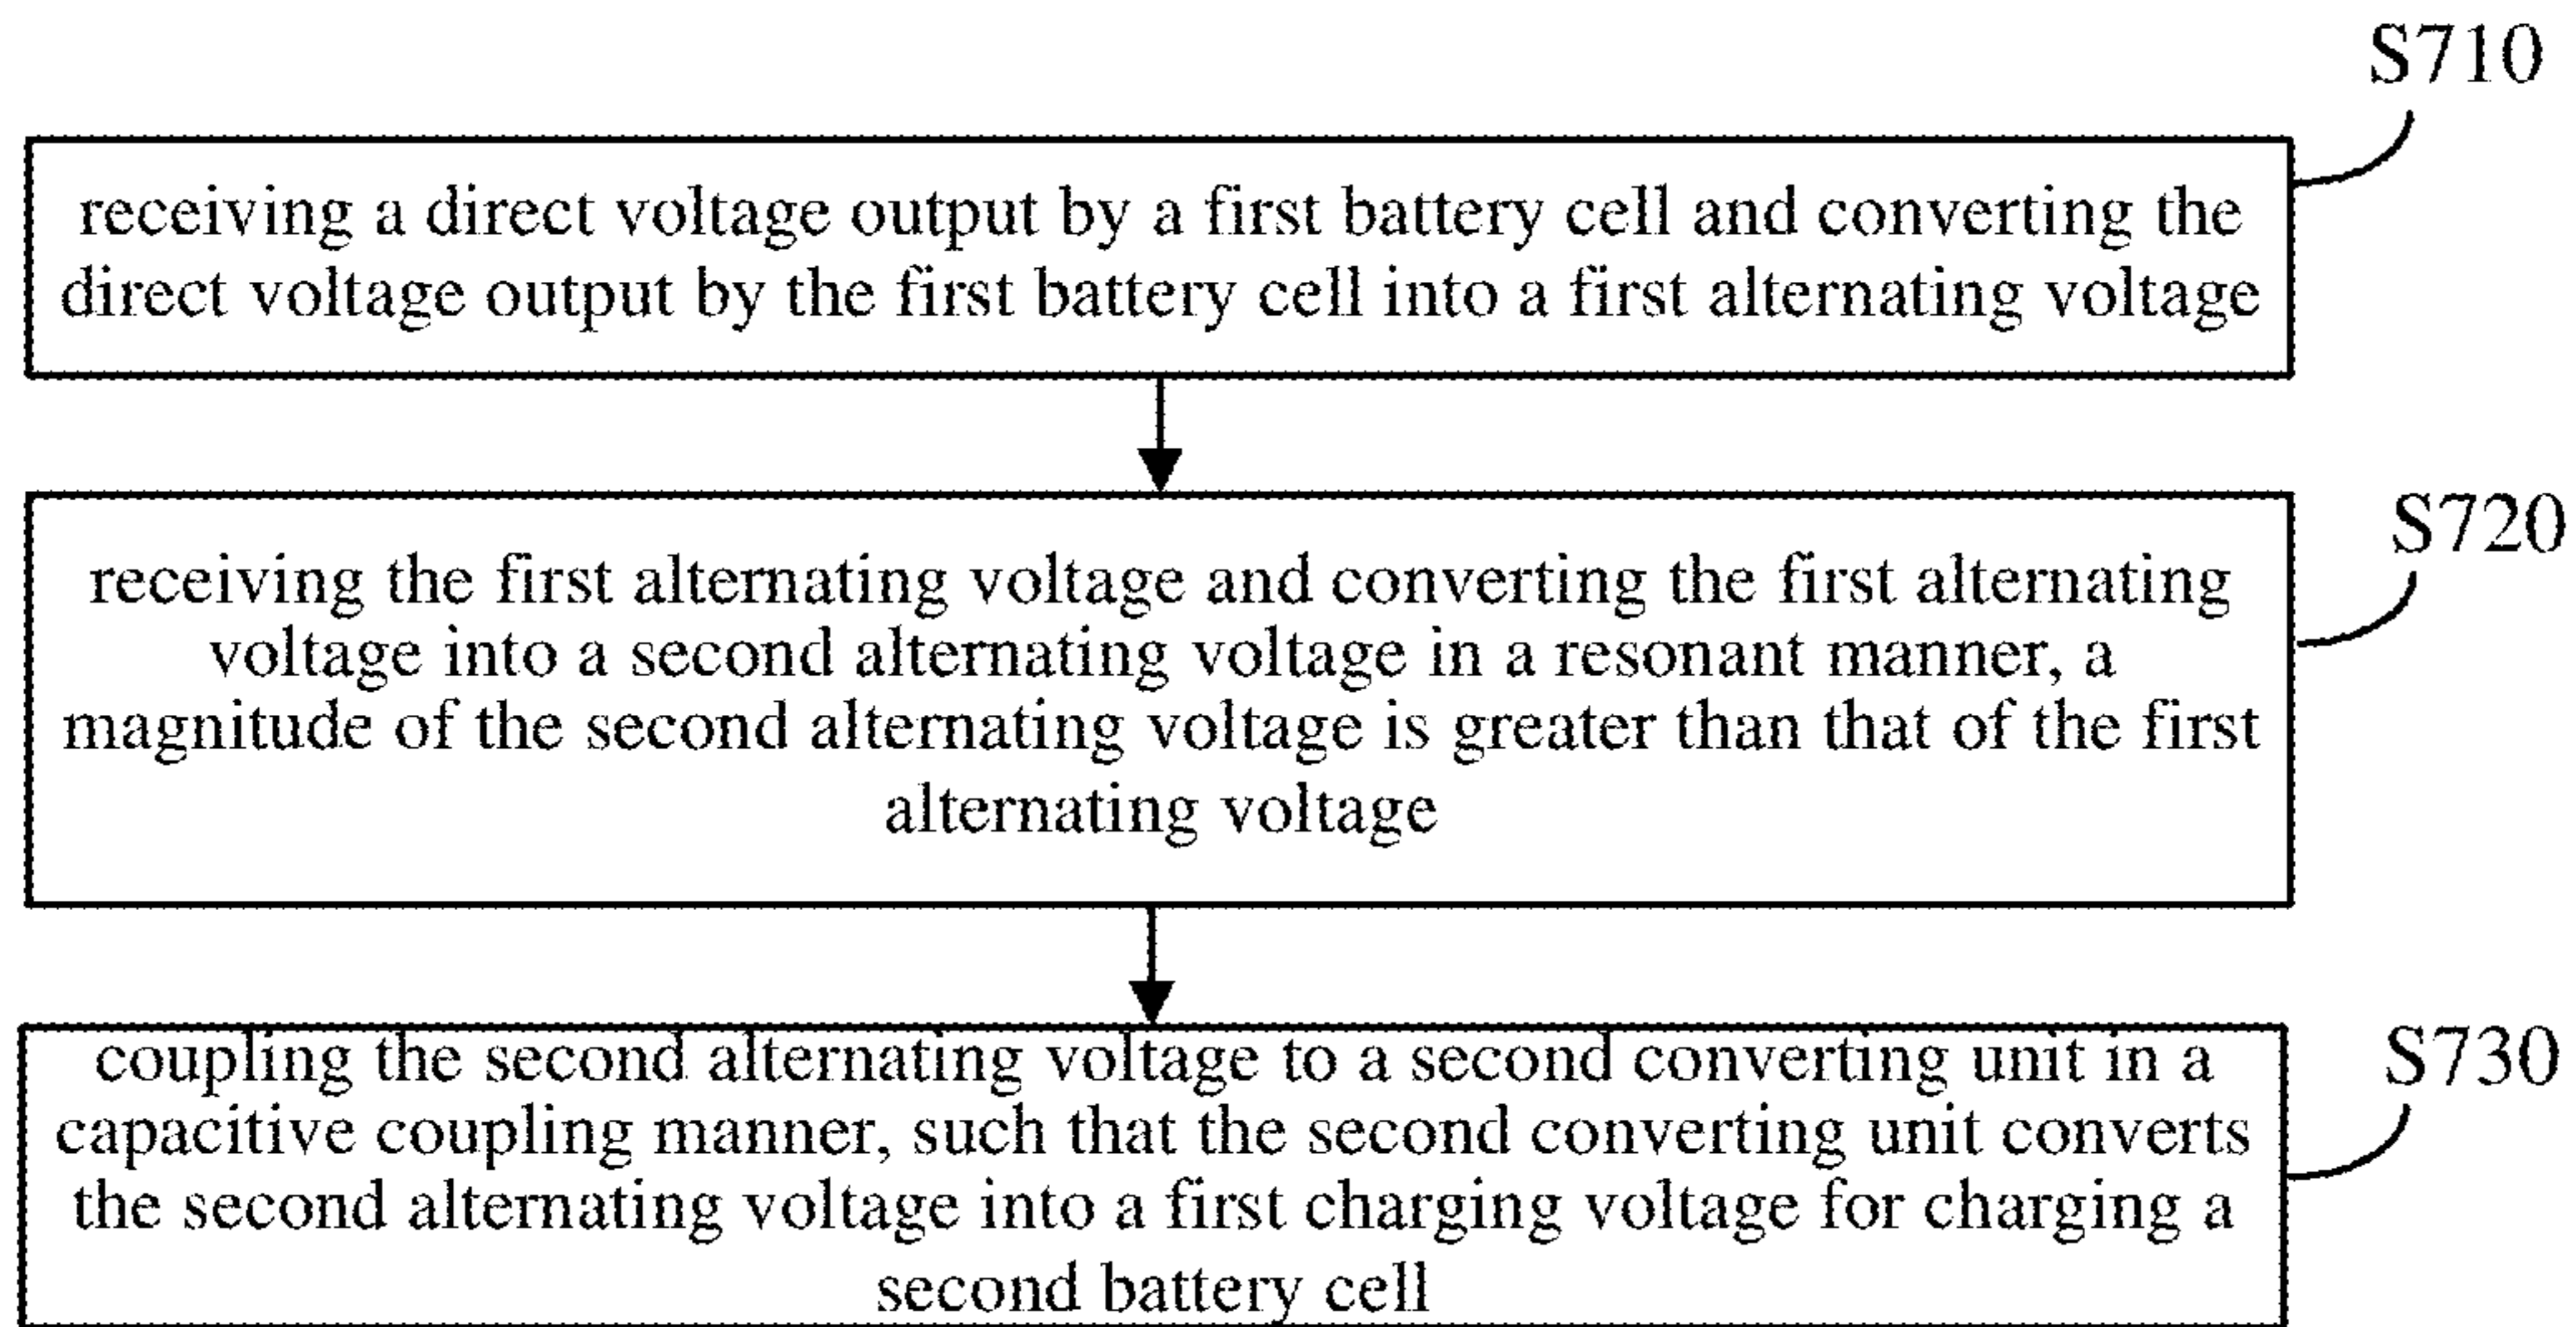 S710
receiving a direct voltage output by a first battery cell and converting the
direct voltage output by the first battery cell into a first alternating voltage
S720
receiving the first alternating voltage and converting the first alternating
voltage into a second alternating voltage in a resonant manner, a
magnitude of the second alternating voltage is greater than that of the first
alternating voltage
S730
coupling the second alternating voltage to a second converting unit in a
capacitive coupling manner, such that the second converting unit converts
the second alternating voltage into a first charging voltage for charging a
second battery cell